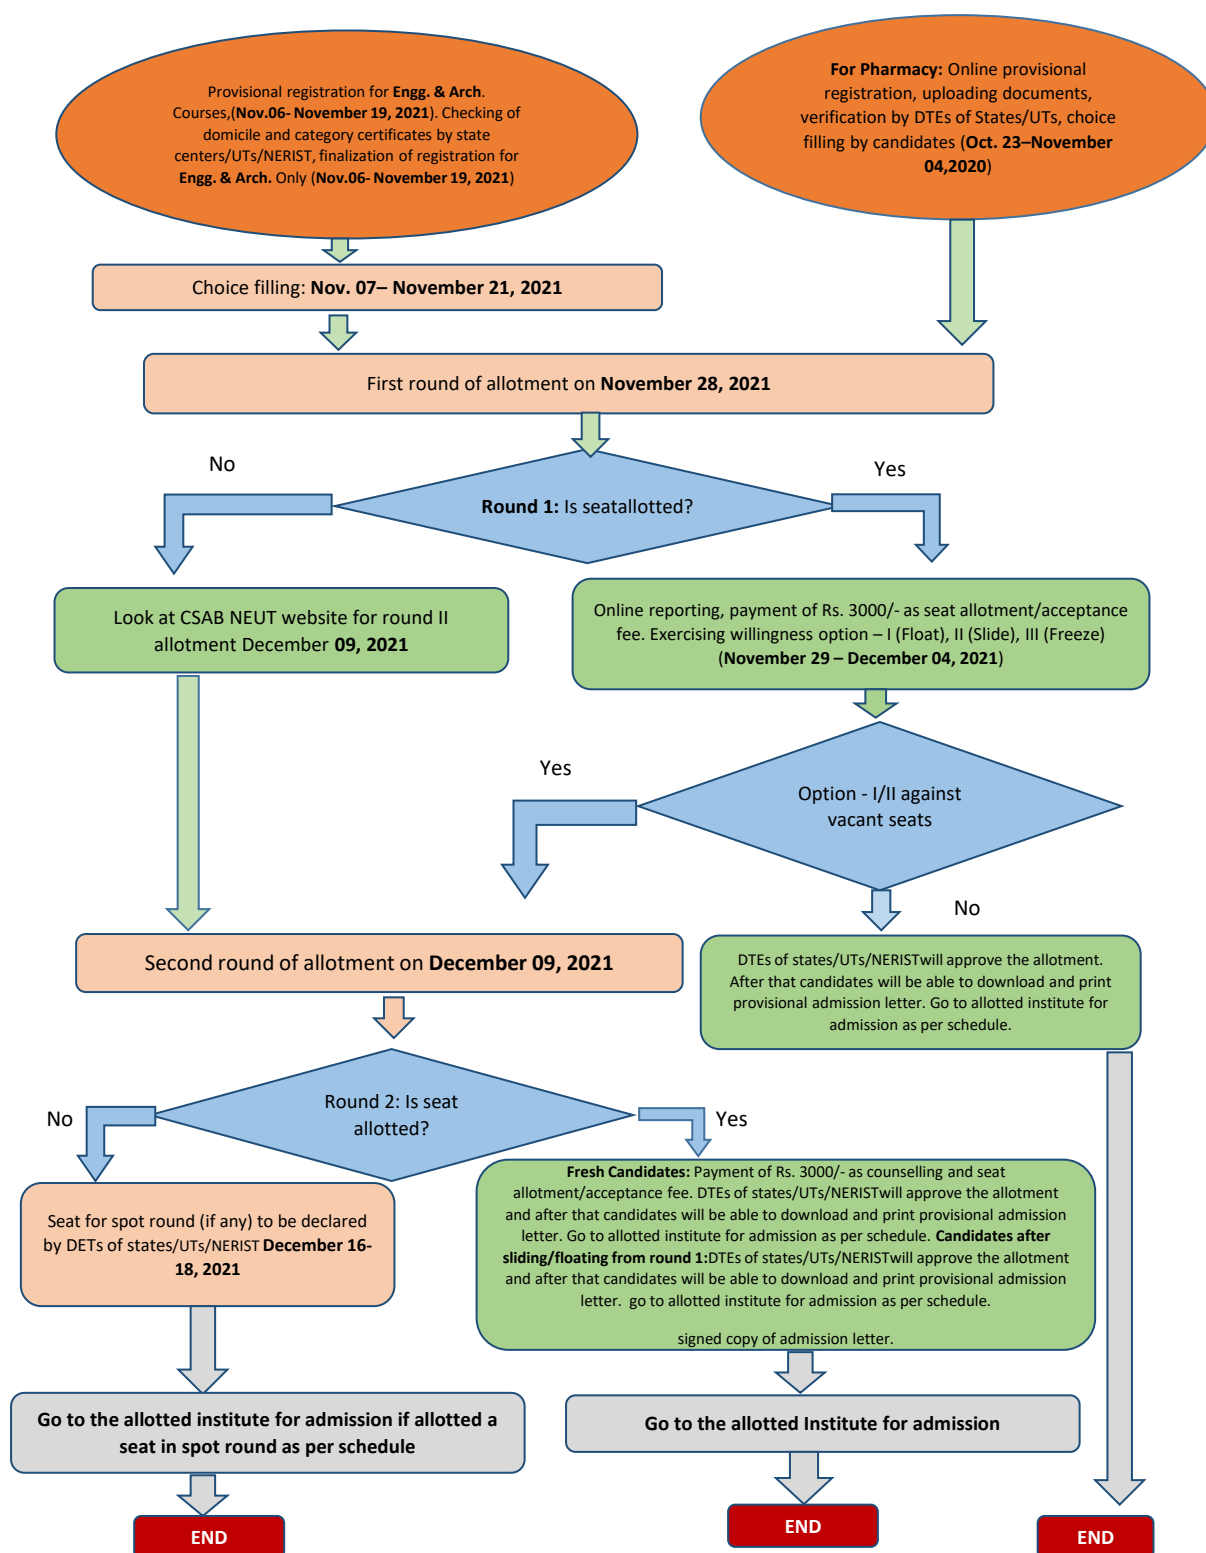 Provisional registration for Engg. & Arch.
Courses,(Nov.06- November 19, 2021). Checking of
domicile and category certificates by state
centers/UTs/NERIST, finalization of registration for
Engg. & Arch. Only (Nov.06- November 19, 2021)
For Pharmacy: Online provisional
registration, uploading documents,
verification by DTEs of States/UTs, choice
filling by candidates (Oct. 23–November
04,2020)
Choice filling: Nov. 07– November 21, 2021
First round of allotment on November 28, 2021
No
Yes
Round 1: Is seatallotted?
Look at CSAB NEUT website for round II
allotment December 09, 2021
Online reporting, payment of Rs. 3000/- as seat allotment/acceptance
fee. Exercising willingness option – I (Float), II (Slide), III (Freeze)
(November 29 – December 04, 2021)
Yes
Option - I/II against
vacant seats
No
Second round of allotment on December 09, 2021
DTEs of states/UTs/NERISTwill approve the allotment.
After that candidates will be able to download and print
provisional admission letter. Go to allotted institute for
admission as per schedule.
No
Round 2: Is seat
allotted?
Yes
Seat for spot round (if any) to be declared
by DETs of states/UTs/NERIST December 16-
18, 2021
Fresh Candidates: Payment of Rs. 3000/- as counselling and seat
allotment/acceptance fee. DTEs of states/UTs/NERISTwill approve the allotment
and after that candidates will be able to download and print provisional admission
letter. Go to allotted institute for admission as per schedule. Candidates after
sliding/floating from round 1:DTEs of states/UTs/NERISTwill approve the allotment
and after that candidates will be able to download and print provisional admission
letter. go to allotted institute for admission as per schedule.
signed copy of admission letter.
Go to the allotted institute for admission if allotted a
seat in spot round as per schedule
Go to the allotted Institute for admission
END
END
END